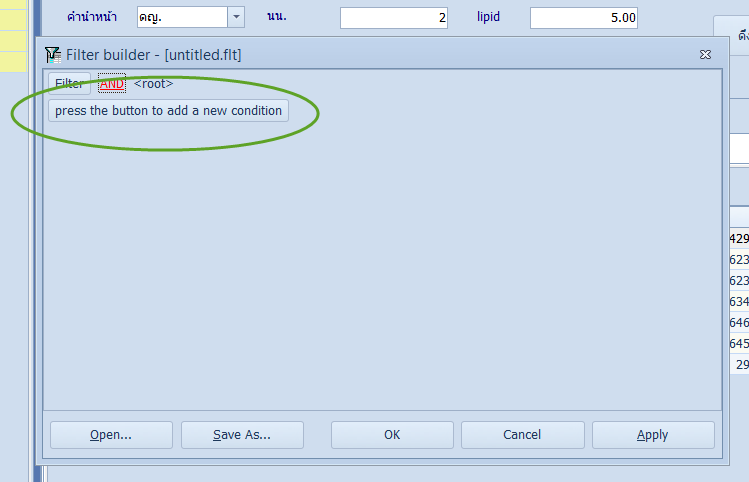 คำนำหน้า ดญ. นน. 2 lipid 5.00
ดึง
Filter builder - [untitled.flt]
Filter AND <root>
press the button to add a new condition
429
623
623
634
646
645
29
Open... Save As... OK Cancel Apply